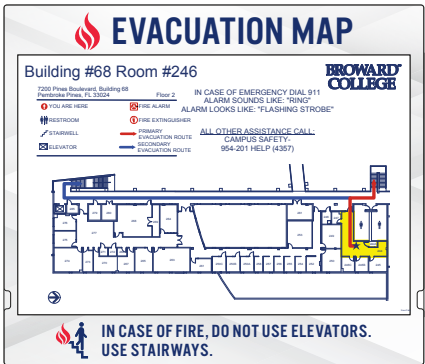 EVACUATION MAP
Building #68 Room #246
BROWARD
COLLEGE
7200 Pines Boulevard, Building 68
Pembroke Pines, FL 33024
Floor 2
YOU ARE HERE
FIRE ALARM
RESTROOM
FIRE EXTINGUISHER
STAIRWELL
PRIMARY
EVACUATION ROUTE
ELEVATOR
SECONDARY
EVACUATION ROUTE
IN CASE OF EMERGENCY DIAL 911
ALARM SOUNDS LIKE: "RING"
ALARM LOOKS LIKE: "FLASHING STROBE"
ALL OTHER ASSISTANCE CALL:
CAMPUS SAFETY-
954-201 HELP (4357)
IN CASE OF FIRE, DO NOT USE ELEVATORS.
USE STAIRWAYS.